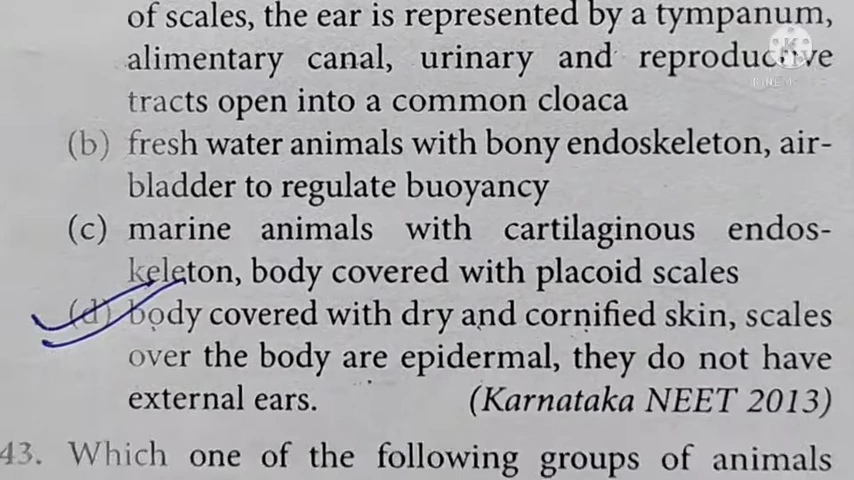 of scales, the ear is represented by a tympanum,
alimentary canal, urinary and reproductive
tracts open into a common cloaca
(b) fresh water animals with bony endoskeleton, air-
bladder to regulate buoyancy
(c) marine animals with cartilaginous endos-
keleton, body covered with placoid scales
(d) body covered with dry and cornified skin, scales
over the body are epidermal, they do not have
external ears. (Karnataka NEET 2013)
43. Which one of the following groups of animals